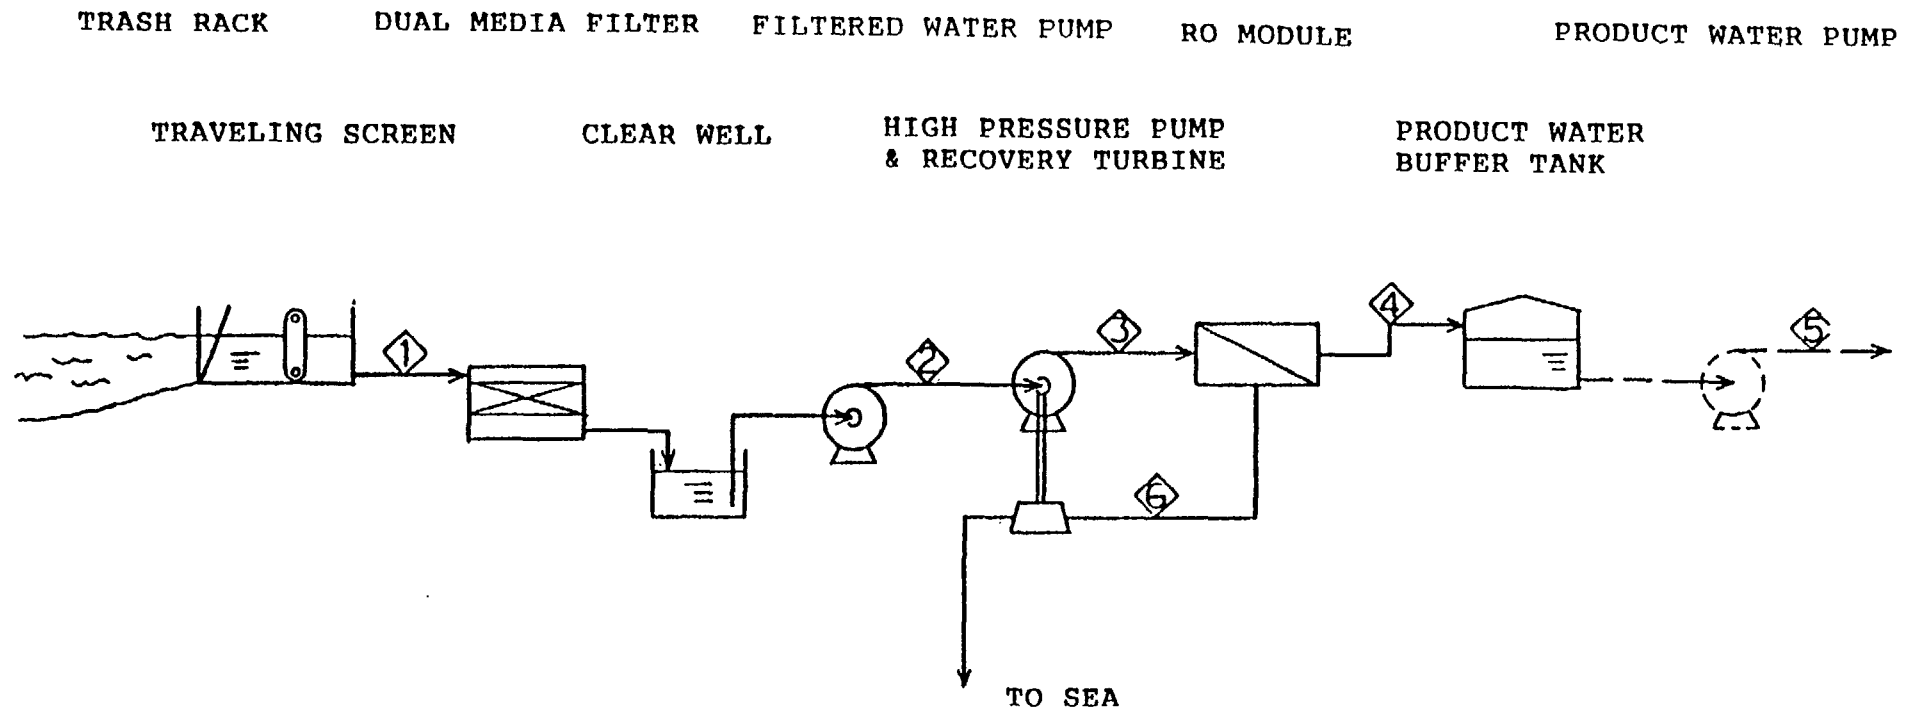 TRASH RACK
DUAL MEDIA FILTER
FILTERED WATER PUMP
RO MODULE
PRODUCT WATER PUMP
TRAVELING SCREEN
CLEAR WELL
HIGH PRESSURE PUMP
& RECOVERY TURBINE
PRODUCT WATER
BUFFER TANK
1
2
3
4
5
6
TO SEA